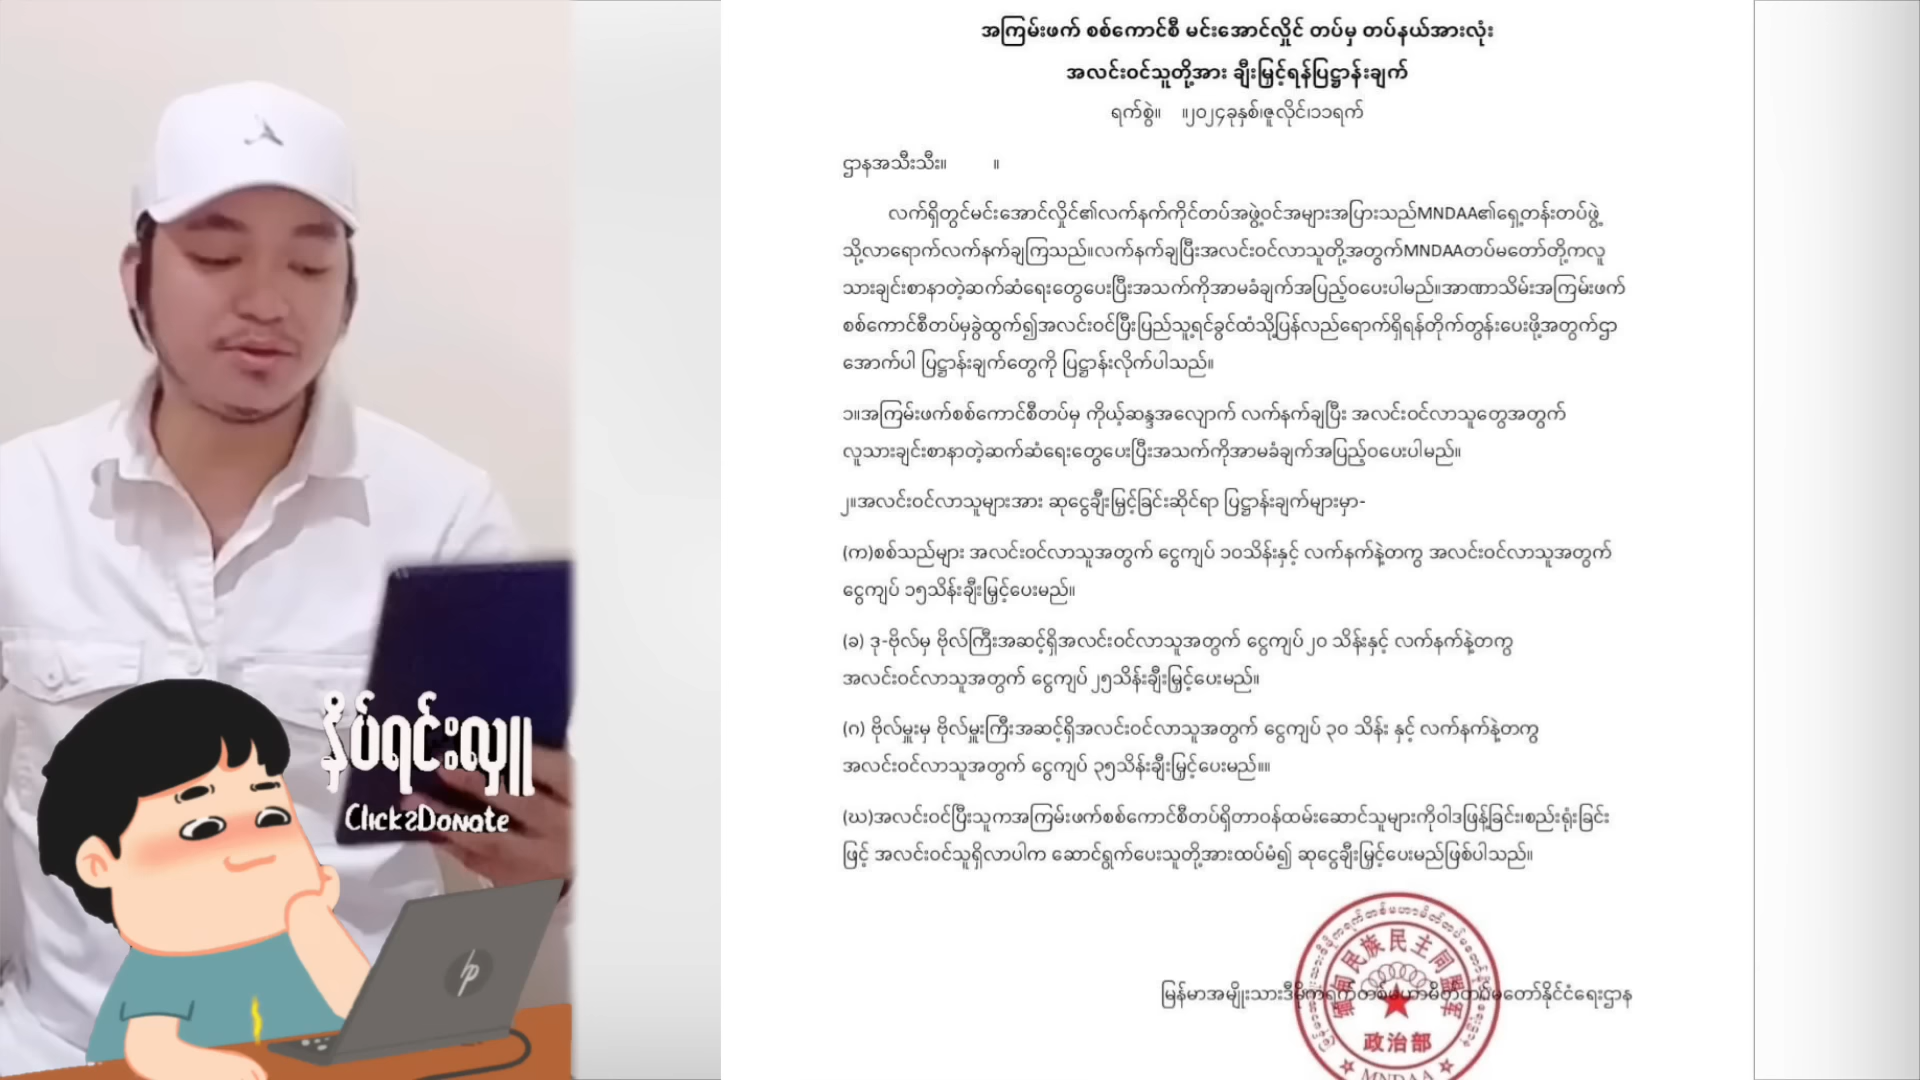 အကြမ်းဖက် စစ်ကောင်စီ မင်းအောင်လှိုင် တပ်မှ တပ်နယ်အားလုံး
အလင်းဝင်သူတို့အား ချီးမြှင့်ရန်ပြဋ္ဌာန်းချက်
ရက်စွဲ။ ။၂၀၂၄ခုနှစ်၊ဇူလိုင်၊၁၁ရက်
ဌာနအသီးသီး။ ။
လက်ရှိတွင်မင်းအောင်လှိုင်၏လက်နက်ကိုင်တပ်အဖွဲ့ဝင်အများအပြားသည်MNDAA၏ရှေ့တန်းတပ်ဖွဲ့
သို့လာရောက်လက်နက်ချကြသည်။လက်နက်ချပြီးအလင်းဝင်လာသူတို့အတွက်MNDAAတပ်မတော်တို့ကလူ
သားချင်းစာနာတဲ့ဆက်ဆံရေးတွေပေးပြီးအသက်ကိုအာမခံချက်အပြည့်ဝပေးပါမည်။အာဏာသိမ်းအကြမ်းဖက်
စစ်ကောင်စီတပ်မှခွဲထွက်၍အလင်းဝင်ပြီးပြည်သူ့ရင်ခွင်ထံသို့ပြန်လည်ရောက်ရှိရန်တိုက်တွန်းပေးဖို့အတွက်ဌာ
အောက်ပါ ပြဋ္ဌာန်းချက်တွေကို ပြဋ္ဌာန်းလိုက်ပါသည်။
၁။အကြမ်းဖက်စစ်ကောင်စီတပ်မှ ကိုယ့်ဆန္ဒအလျောက် လက်နက်ချပြီး အလင်းဝင်လာသူတွေအတွက်
လူသားချင်းစာနာတဲ့ဆက်ဆံရေးတွေပေးပြီးအသက်ကိုအာမခံချက်အပြည့်ဝပေးပါမည်။
၂။အလင်းဝင်လာသူများအား ဆုငွေချီးမြှင့်ခြင်းဆိုင်ရာ ပြဋ္ဌာန်းချက်များမှာ-
(က)စစ်သည်များ အလင်းဝင်လာသူအတွက် ငွေကျပ် ၁၀သိန်းနှင့် လက်နက်နဲ့တကွ အလင်းဝင်လာသူအတွက်
ငွေကျပ် ၁၅သိန်းချီးမြှင့်ပေးမည်။
(ခ) ဒု-ဗိုလ်မှ ဗိုလ်ကြီးအဆင့်ရှိအလင်းဝင်လာသူအတွက် ငွေကျပ်၂၀ သိန်းနှင့် လက်နက်နဲ့တကွ
အလင်းဝင်လာသူအတွက် ငွေကျပ်၂၅သိန်းချီးမြှင့်ပေးမည်။
(ဂ) ဗိုလ်မှူးမှ ဗိုလ်မှူးကြီးအဆင့်ရှိအလင်းဝင်လာသူအတွက် ငွေကျပ် ၃၀ သိန်း နှင့် လက်နက်နဲ့တကွ
အလင်းဝင်လာသူအတွက် ငွေကျပ် ၃၅သိန်းချီးမြှင့်ပေးမည်။။
(ဃ)အလင်းဝင်ပြီးသူကအကြမ်းဖက်စစ်ကောင်စီတပ်ရှိတာဝန်ထမ်းဆောင်သူများကိုဝါဒဖြန့်ခြင်း၊စည်းရုံးခြင်း
ဖြင့် အလင်းဝင်သူရှိလာပါက ဆောင်ရွက်ပေးသူတို့အားထပ်မံ၍ ဆုငွေချီးမြှင့်ပေးမည်ဖြစ်ပါသည်။
မြန်မာအမျိုးသားဒီမိုကရက်တစ်မဟာမိတ်တပ်မတော်နိုင်ငံရေးဌာန
缅甸民族民主同盟军
政治部
MNDAA
နှိပ်ရင်းလှူ
Click2Donate
hp